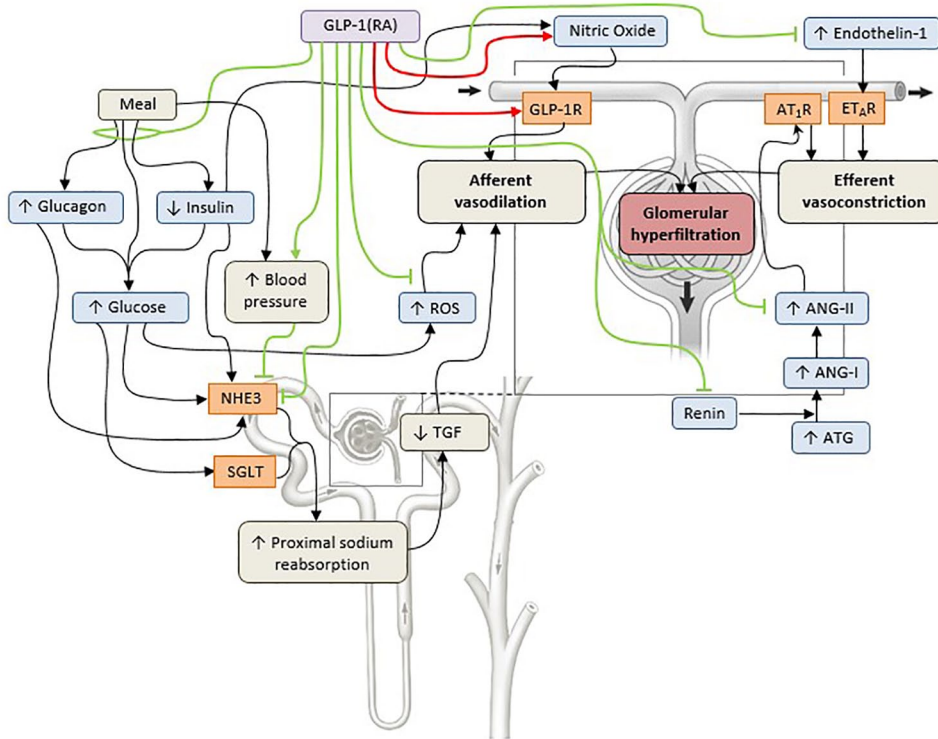 GLP-1(RA)
Nitric Oxide
↑ Endothelin-1
Meal
GLP-1R
AT₁R
ETₐR
↑ Glucagon
↓ Insulin
Afferent
vasodilation
Glomerular
hyperfiltration
Efferent
vasoconstriction
↑ Blood
pressure
↑ Glucose
↑ ROS
↑ ANG-II
↑ ANG-I
NHE3
Renin
↓ TGF
↑ ATG
SGLT
↑ Proximal sodium
reabsorption